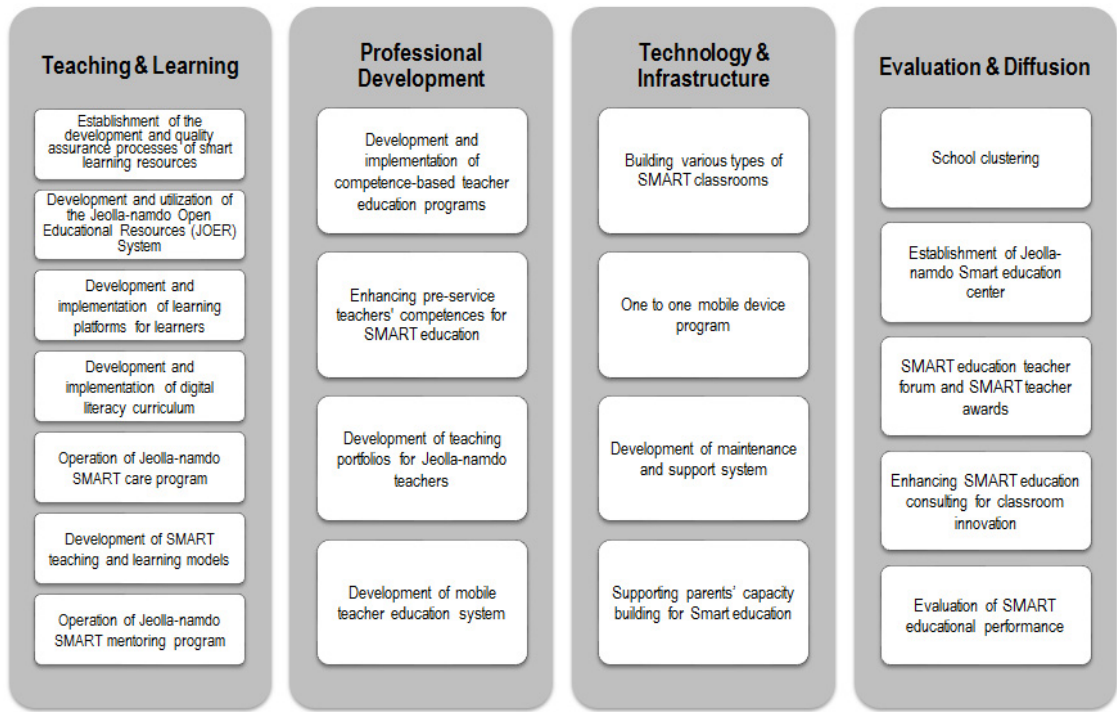 Teaching & Learning
Establishment of the
development and quality
assurance processes of smart
learning resources
Development and utilization of
the Jeolla-namdo Open
Educational Resources (JOER)
System
Development and
implementation of learning
platforms for learners
Development and
implementation of digital
literacy curriculum
Operation of Jeolla-namdo
SMART care program
Development of SMART
teaching and learning models
Operation of Jeolla-namdo
SMART mentoring program
Professional
Development
Development and
implementation of
competence-based teacher
education programs
Enhancing pre-service
teachers' competences for
SMART education
Development of teaching
portfolios for Jeolla-namdo
teachers
Development of mobile
teacher education system
Technology &
Infrastructure
Building various types of
SMART classrooms
One to one mobile device
program
Development of maintenance
and support system
Supporting parents' capacity
building for Smart education
Evaluation & Diffusion
School clustering
Establishment of Jeolla-
namdo Smart education
center
SMART education teacher
forum and SMART teacher
awards
Enhancing SMART education
consulting for classroom
innovation
Evaluation of SMART
educational performance